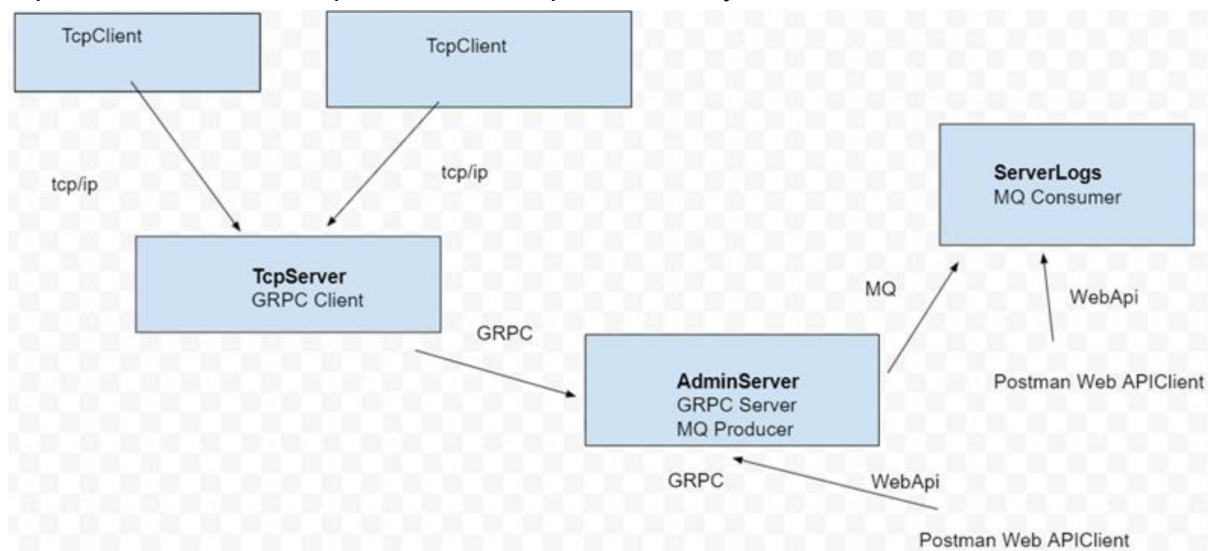 TcpClient
TcpClient
tcp/ip
tcp/ip
ServerLogs
MQ Consumer
TcpServer
GRPC Client
MQ
WebApi
GRPC
AdminServer
GRPC Server
MQ Producer
Postman Web APIClient
GRPC
WebApi
Postman Web APIClient